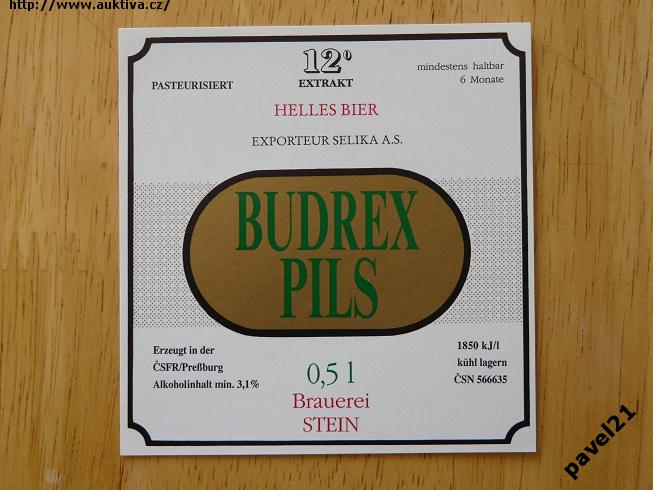 http://www.auktiva.cz/
12°
EXTRAKT
PASTEURISIERT
mindestens haltbar
6 Monate
HELLES BIER
EXPORTEUR SELIKA A.S.
BUDREX
PILS
Erzeugt in der
ČSFR/Preßburg
Alkoholinhalt min. 3,1%
1850 kJ/l
kühl lagern
ČSN 566635
0,5 l
Brauerei
STEIN
pavel21